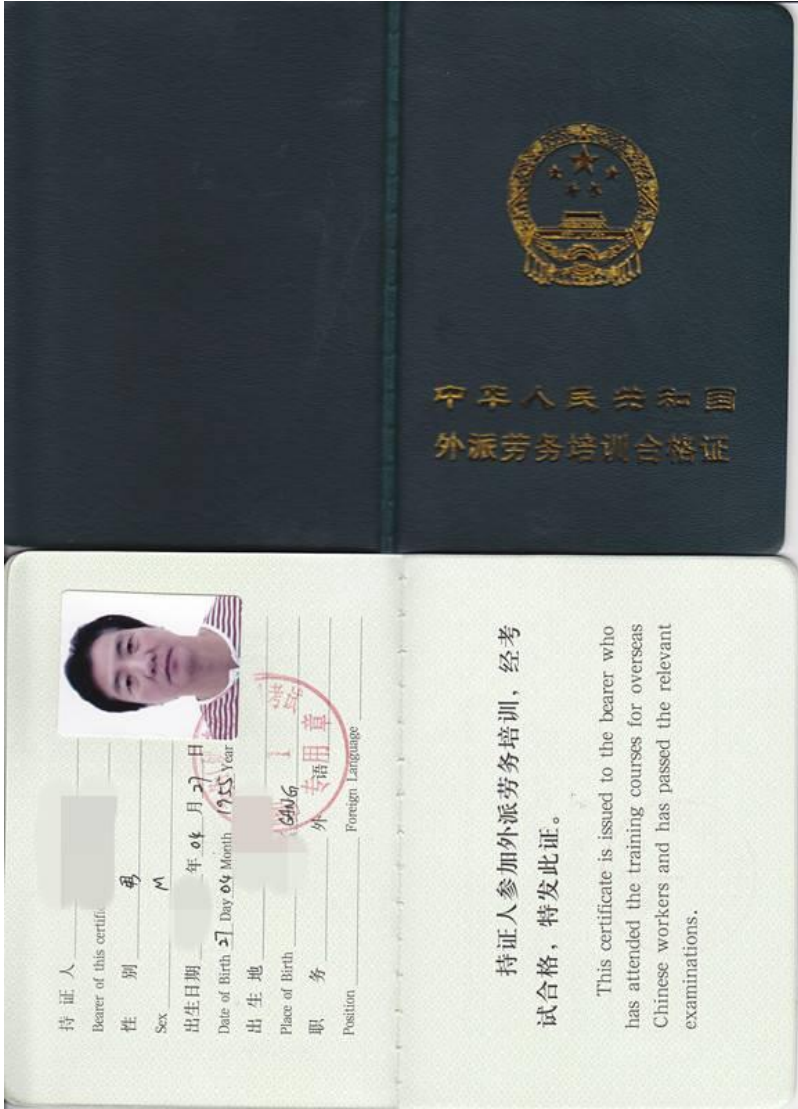 中华人民共和国
外派劳务培训合格证
持证人
Bearer of this certific
性别 男
Sex M
出生日期 年 04 月 27 日
Date of Birth 27 Day 04 Month 1955 Year
出生地
Place of Birth GANG
职务 外语
Position Foreign Language
专用章
持证人参加外派劳务培训，经考
试合格，特发此证。
This certificate is issued to the bearer who
has attended the training courses for overseas
Chinese workers and has passed the relevant
examinations.